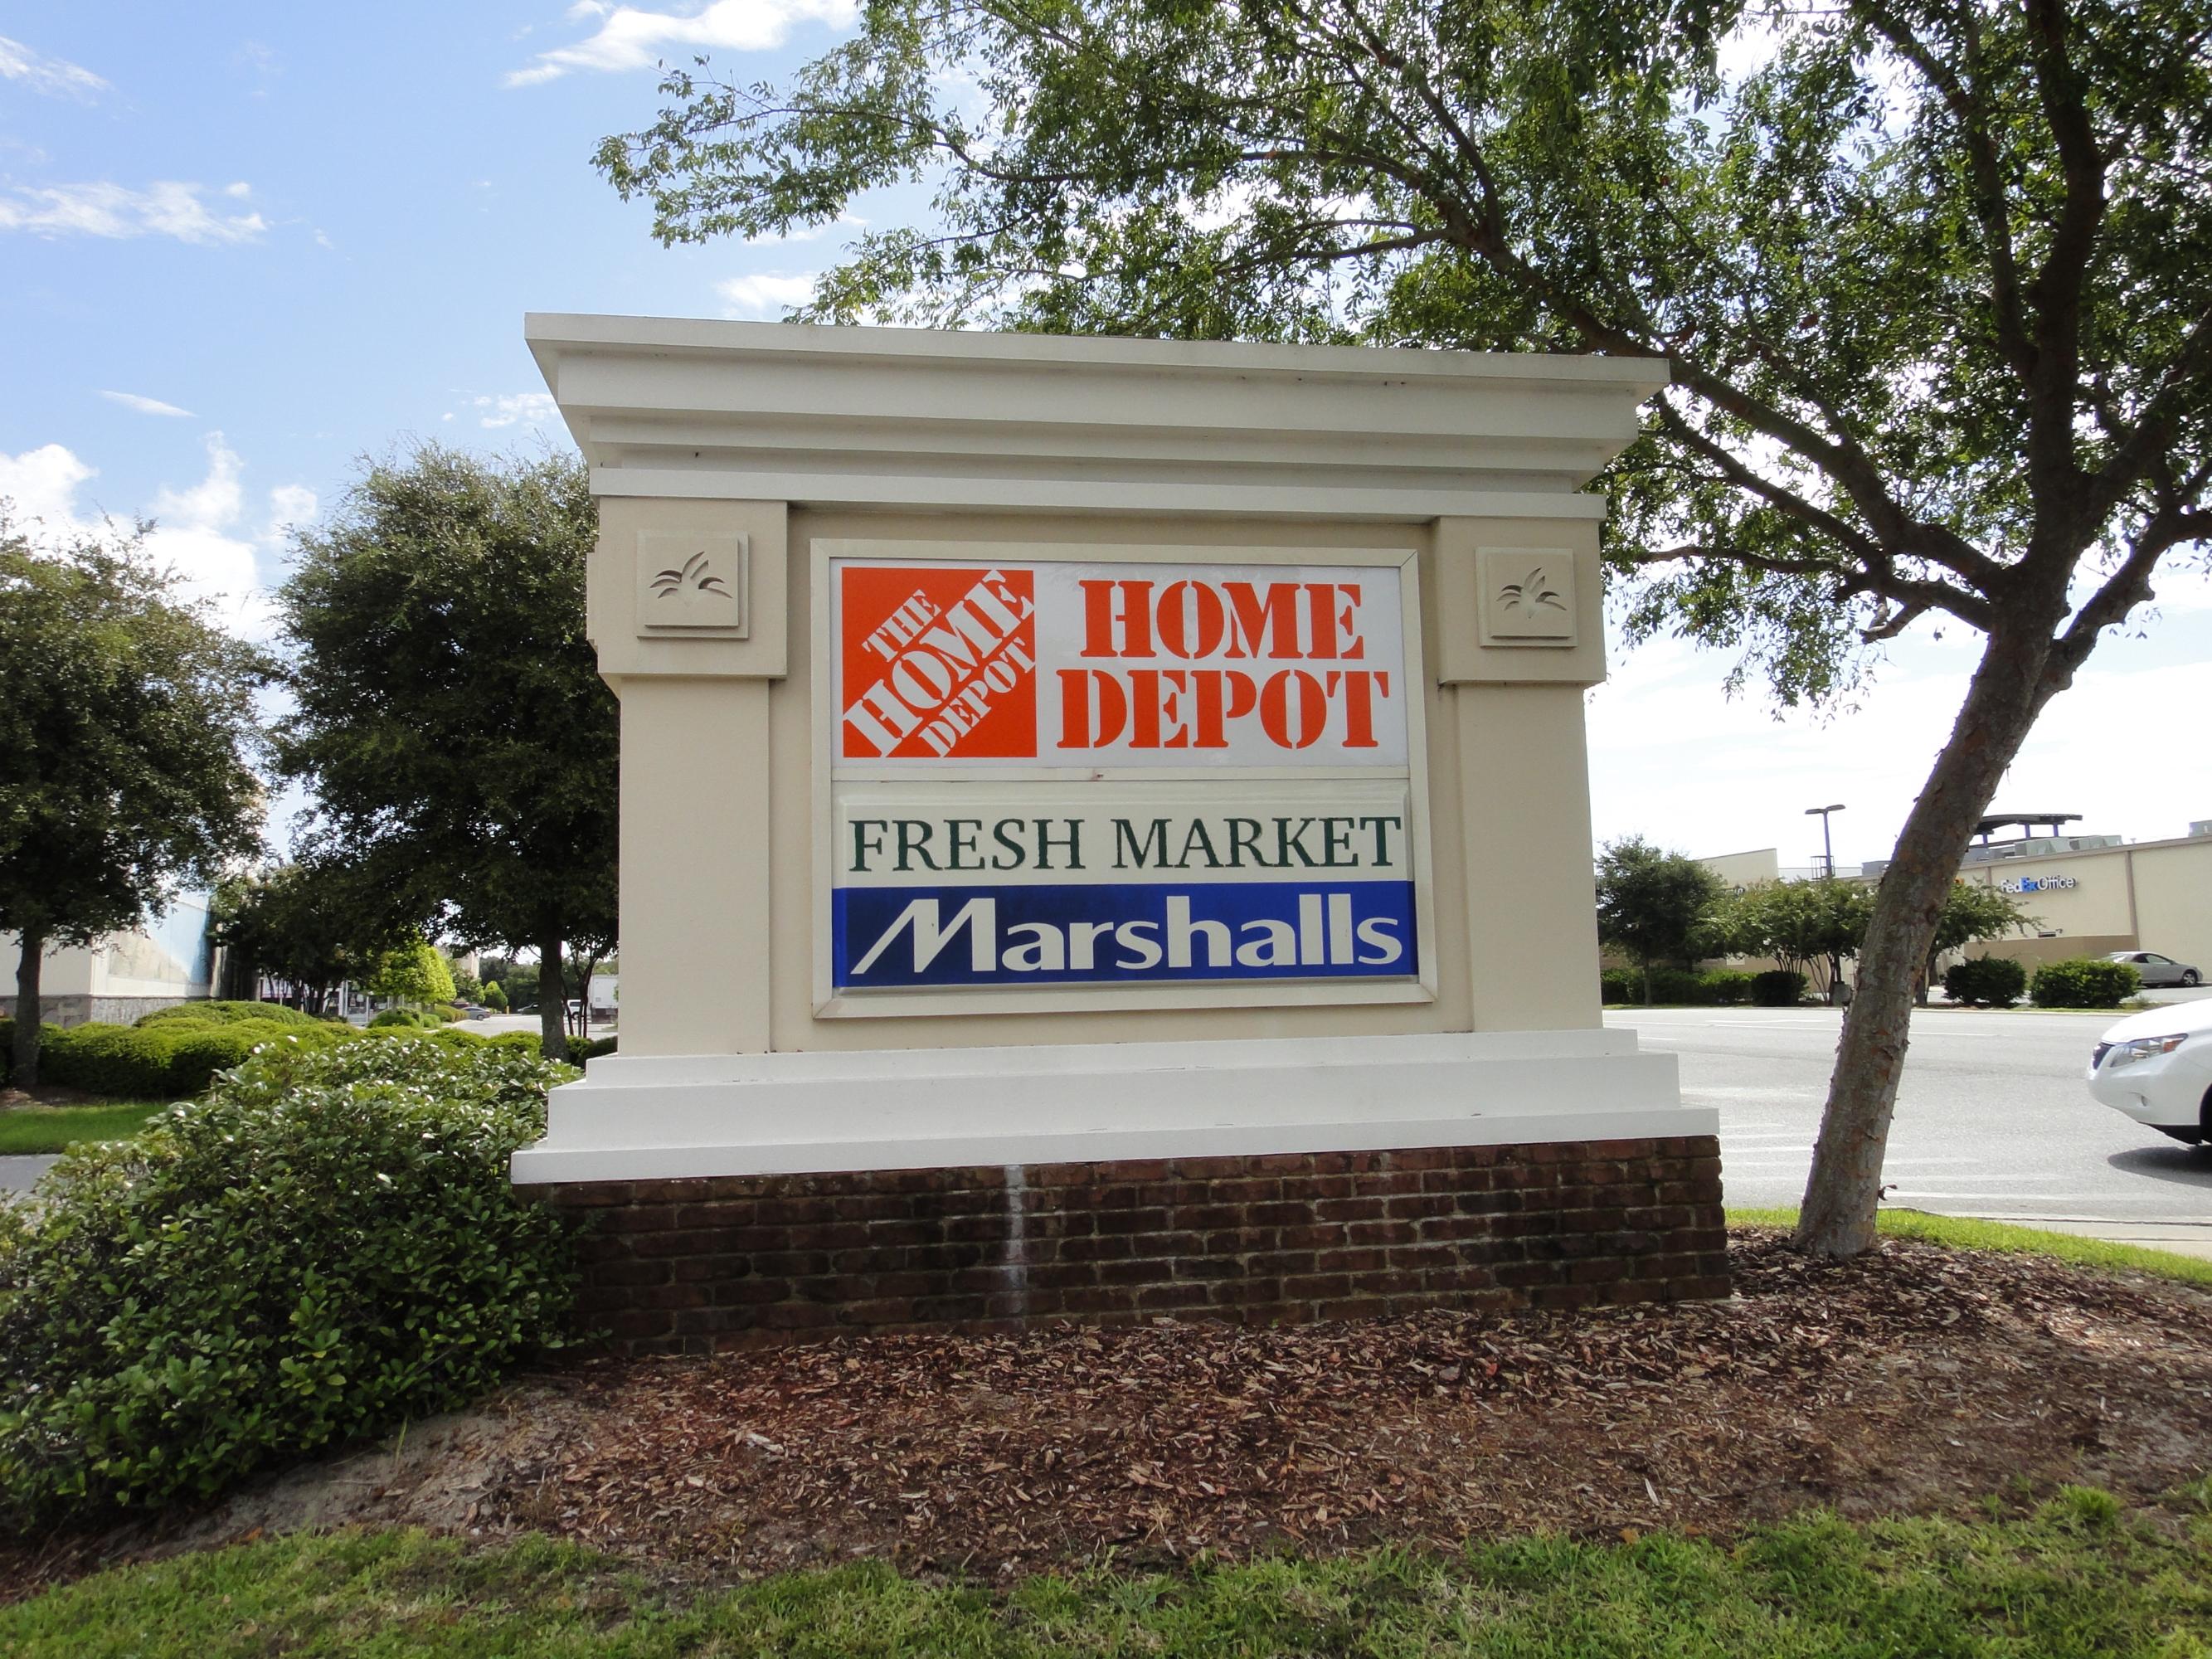 THE
HOME
DEPOT
HOME
DEPOT
FRESH MARKET
Marshalls
FedEx Office